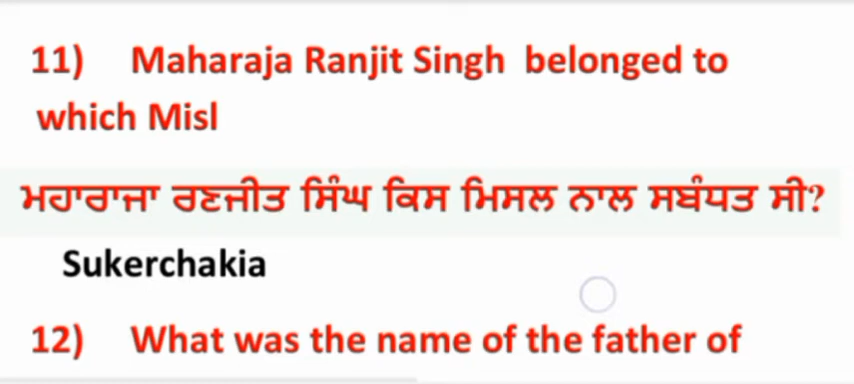 11) Maharaja Ranjit Singh belonged to
which Misl
ਮਹਾਰਾਜਾ ਰਣਜੀਤ ਸਿੰਘ ਕਿਸ ਮਿਸਲ ਨਾਲ ਸਬੰਧਤ ਸੀ?
Sukerchakia
12) What was the name of the father of